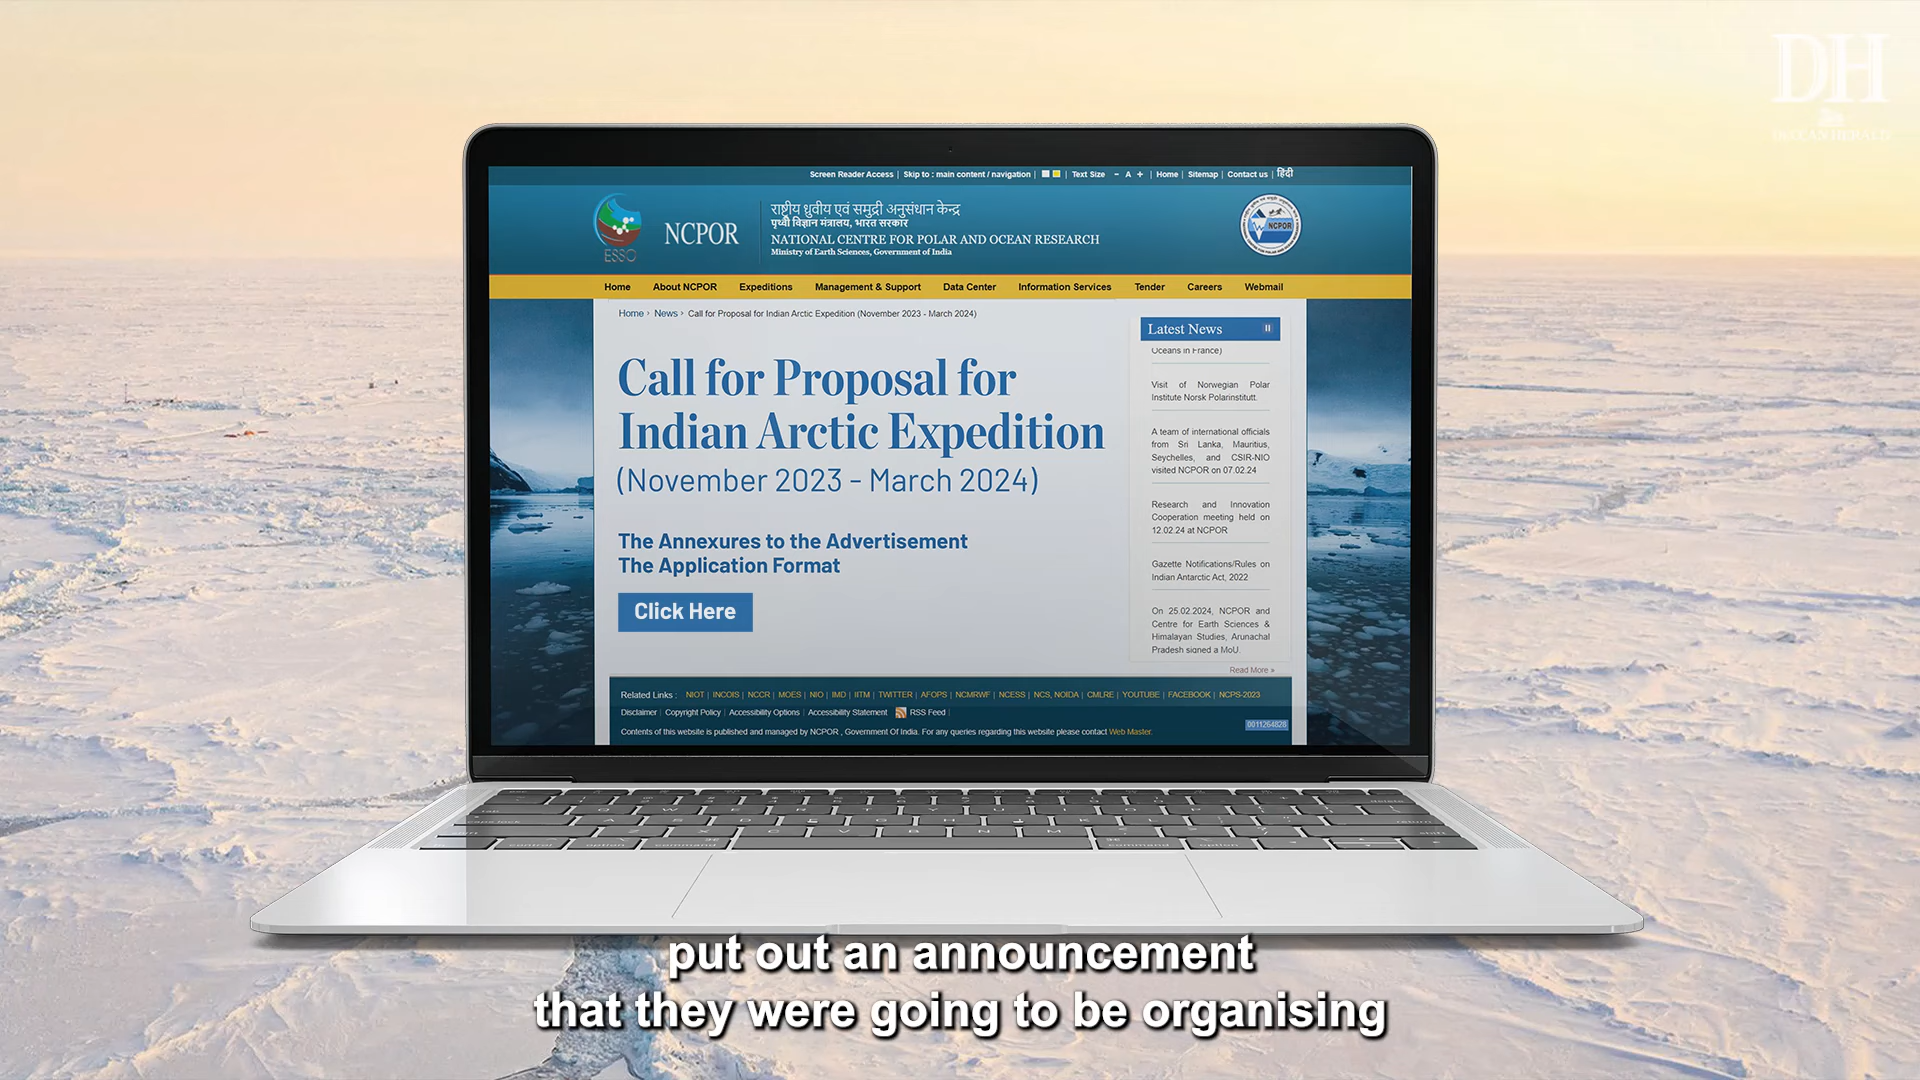 DH
DECCAN HERALD
Screen Reader Access | Skip to : main content / navigation | | Text Size - A + | Home | Sitemap | Contact us | हिंदी
ESSO
NCPOR
राष्ट्रीय ध्रुवीय एवं समुद्री अनुसंधान केन्द्र
पृथ्वी विज्ञान मंत्रालय, भारत सरकार
NATIONAL CENTRE FOR POLAR AND OCEAN RESEARCH
Ministry of Earth Sciences, Government of India
NCPOR
Home About NCPOR Expeditions Management & Support Data Center Information Services Tender Careers Webmail
Home › News › Call for Proposal for Indian Arctic Expedition (November 2023 - March 2024)
Call for Proposal for
Indian Arctic Expedition
(November 2023 - March 2024)
The Annexures to the Advertisement
The Application Format
Click Here
Latest News
Oceans in France)
Visit of Norwegian Polar
Institute Norsk Polarinstitutt.
A team of international officials
from Sri Lanka, Mauritius,
Seychelles, and CSIR-NIO
visited NCPOR on 07.02.24
Research and Innovation
Cooperation meeting held on
12.02.24 at NCPOR
Gazette Notifications/Rules on
Indian Antarctic Act, 2022
On 25.02.2024, NCPOR and
Centre for Earth Sciences &
Himalayan Studies, Arunachal
Pradesh signed a MoU.
Read More »
Related Links : NIOT | INCOIS | NCCR | MOES | NIO | IMD | IITM | TWITTER | AFOPS | NCMRWF | NCESS | NCS, NOIDA | CMLRE | YOUTUBE | FACEBOOK | NCPS-2023
Disclaimer | Copyright Policy | Accessibility Options | Accessibility Statement RSS Feed |
0011264828
Contents of this website is published and managed by NCPOR , Government Of India. For any queries regarding this website please contact Web Master.
put out an announcement
that they were going to be organising